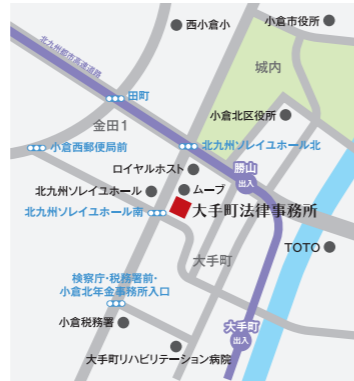 西小倉小
小倉市役所
北九州都市高速道路
城内
田町
小倉北区役所
金田1
小倉西郵便局前
北九州ソレイユホール北
ロイヤルホスト
勝山
出入
北九州ソレイユホール
ムーブ
北九州ソレイユホール南
大手町法律事務所
大手町
TOTO
検察庁・税務署前・
小倉北年金事務所入口
小倉税務署
大手町
出入
大手町リハビリテーション病院